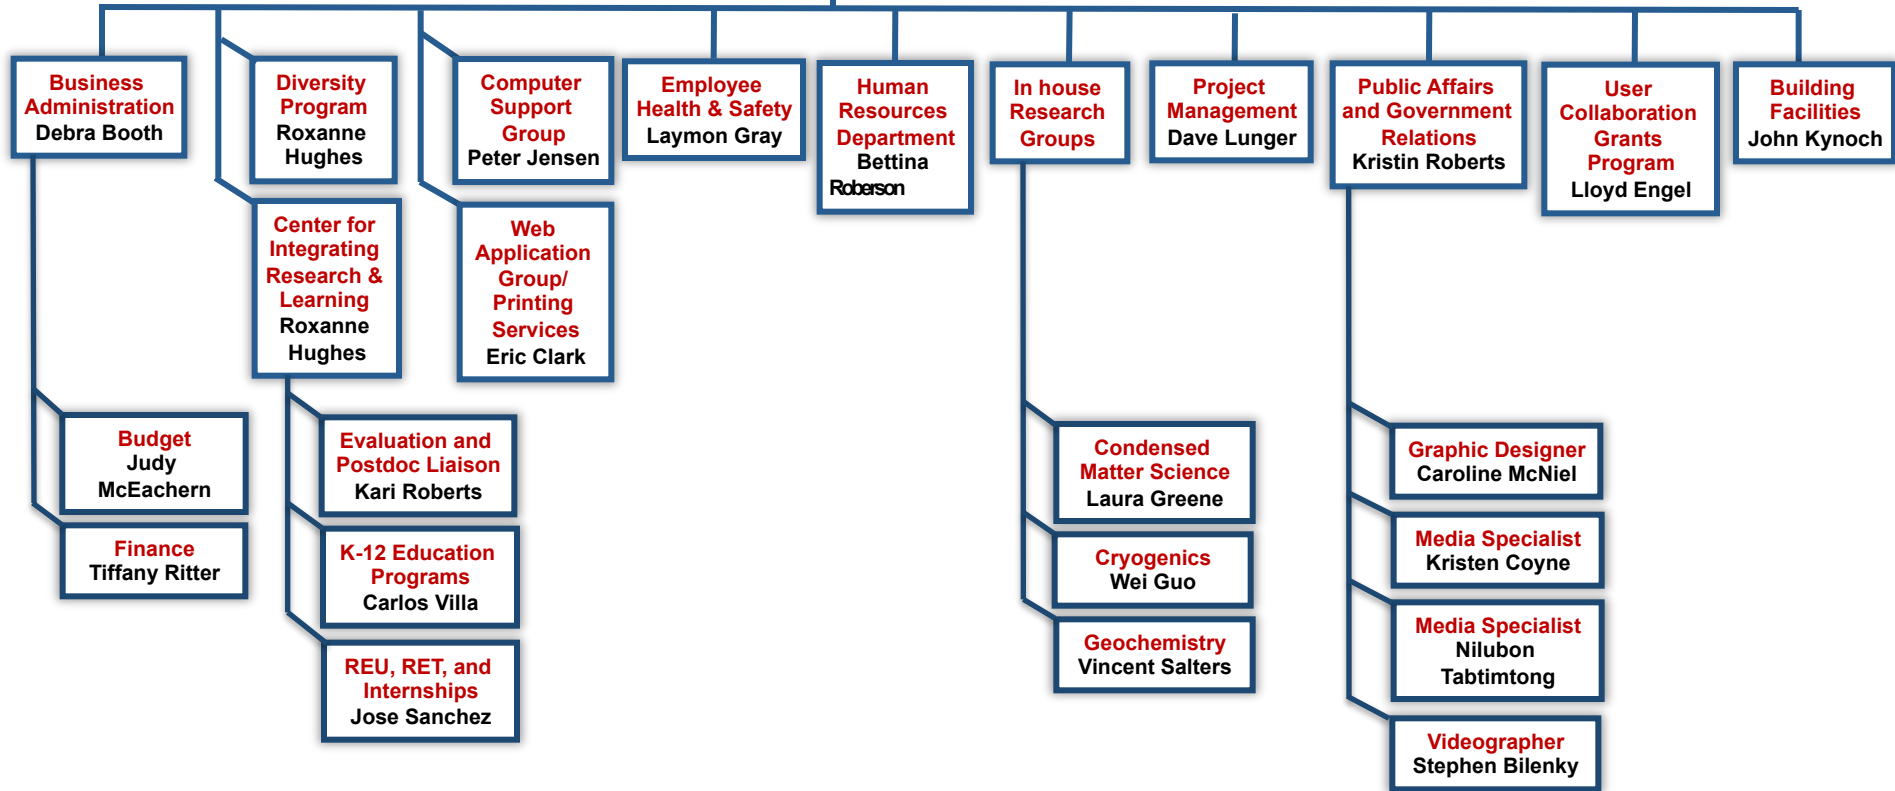 Business
Administration
Debra Booth
Diversity
Program
Roxanne
Hughes
Computer
Support
Group
Peter Jensen
Employee
Health & Safety
Laymon Gray
Human
Resources
Department
Bettina
Roberson
In house
Research
Groups
Project
Management
Dave Lunger
Public Affairs
and Government
Relations
Kristin Roberts
User
Collaboration
Grants
Program
Lloyd Engel
Building
Facilities
John Kynoch
Center for
Integrating
Research &
Learning
Roxanne
Hughes
Web
Application
Group/
Printing
Services
Eric Clark
Budget
Judy
McEachern
Finance
Tiffany Ritter
Evaluation and
Postdoc Liaison
Kari Roberts
K-12 Education
Programs
Carlos Villa
REU, RET, and
Internships
Jose Sanchez
Condensed
Matter Science
Laura Greene
Cryogenics
Wei Guo
Geochemistry
Vincent Salters
Graphic Designer
Caroline McNiel
Media Specialist
Kristen Coyne
Media Specialist
Nilubon
Tabtimtong
Videographer
Stephen Bilenky